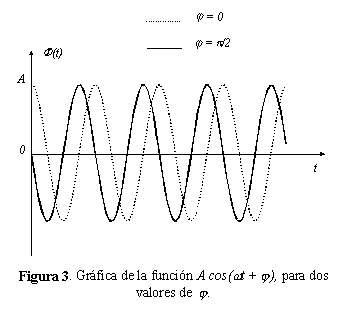 φ = 0
φ = π/2
Φ(t)
A
0
t
Figura 3. Gráfica de la función A cos (ωt + φ), para dos
valores de φ.